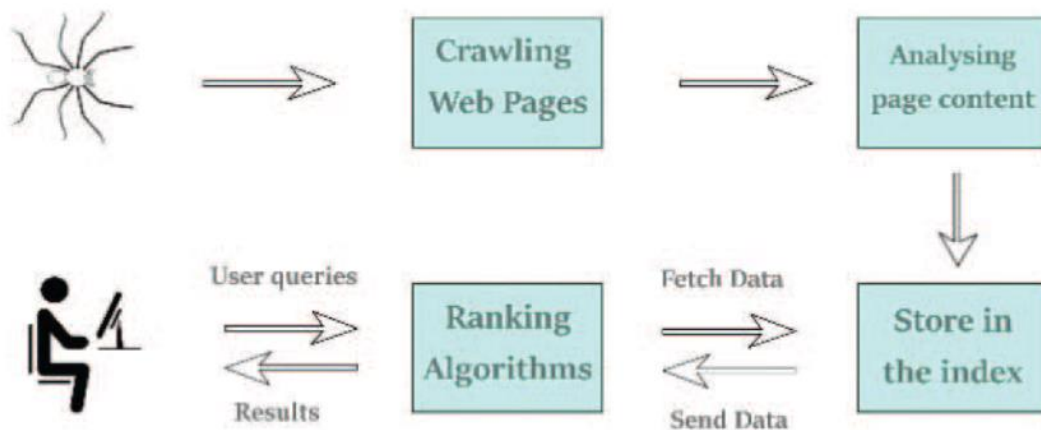 Crawling
Web Pages
Analysing
page content
User queries
Results
Ranking
Algorithms
Fetch Data
Send Data
Store in
the index